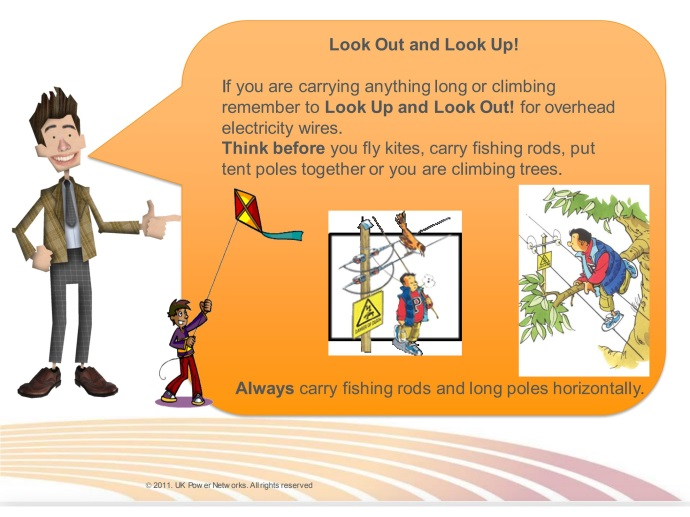 Look Out and Look Up!
If you are carrying anything long or climbing
remember to Look Up and Look Out! for overhead
electricity wires.
Think before you fly kites, carry fishing rods, put
tent poles together or you are climbing trees.
Always carry fishing rods and long poles horizontally.
© 2011. UK Power Networks. All rights reserved